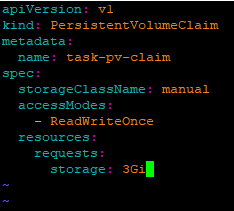 apiVersion: v1
kind: PersistentVolumeClaim
metadata:
  name: task-pv-claim
spec:
  storageClassName: manual
  accessModes:
    - ReadWriteOnce
  resources:
    requests:
      storage: 3Gi
~
~